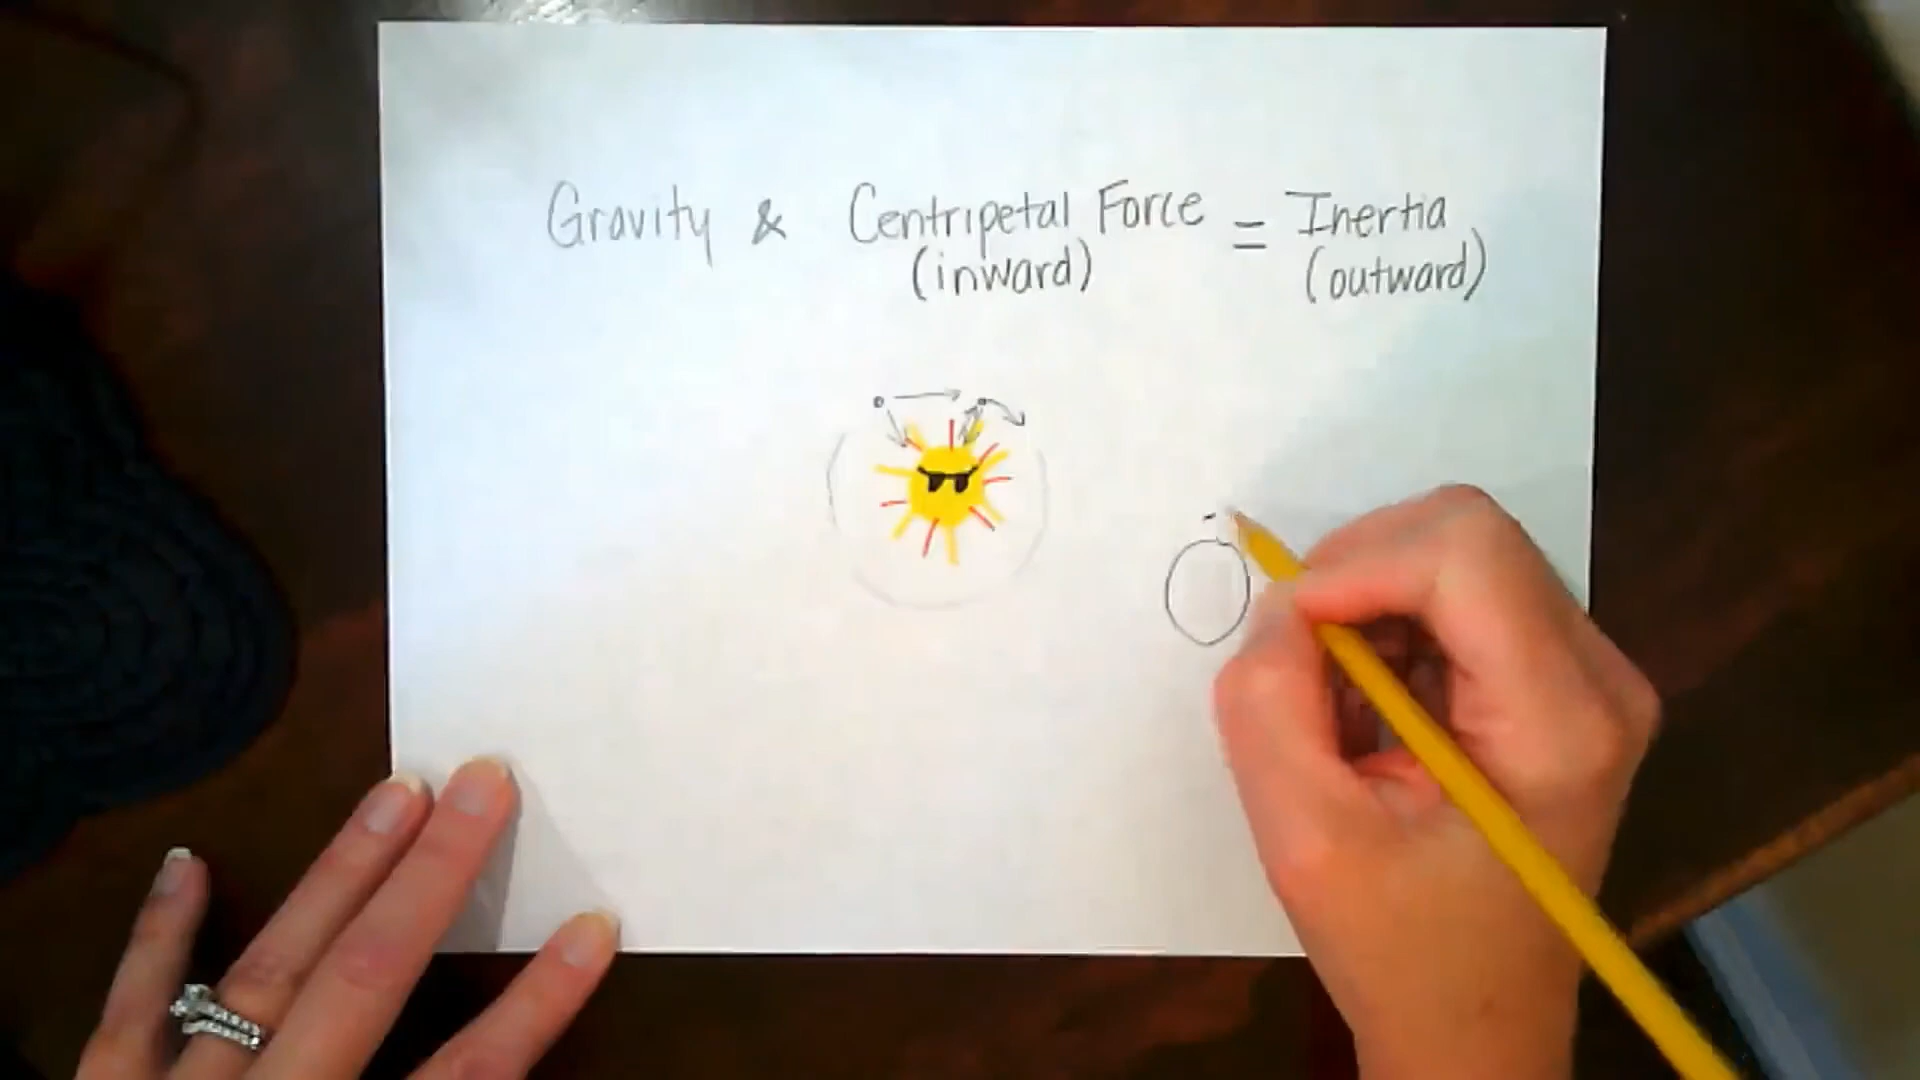 Gravity & Centripetal Force = Inertia
(inward) (outward)